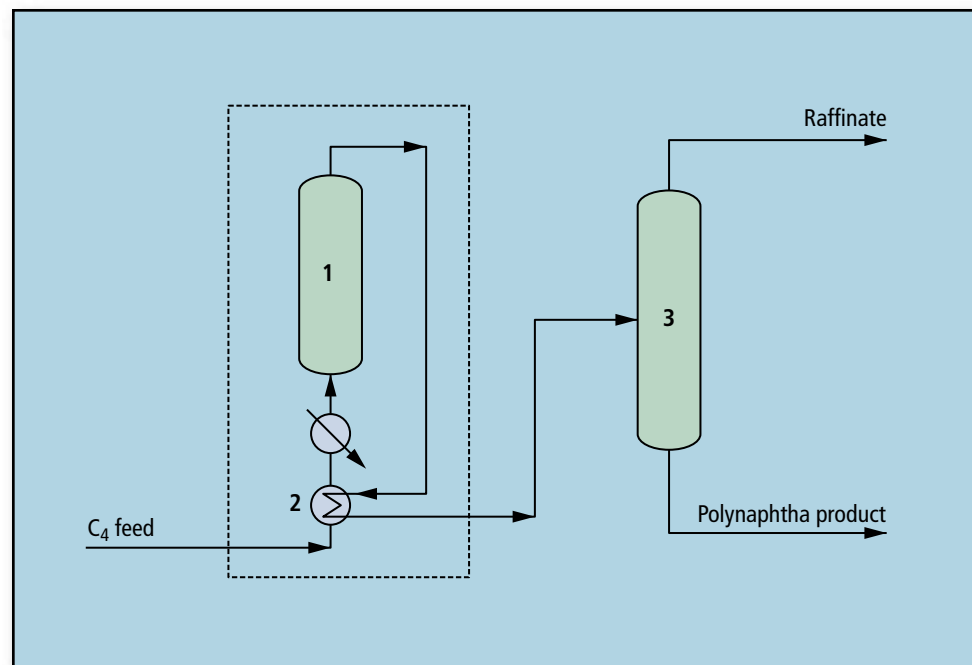 Raffinate
1
3
2
C₄ feed
Polynaphtha product